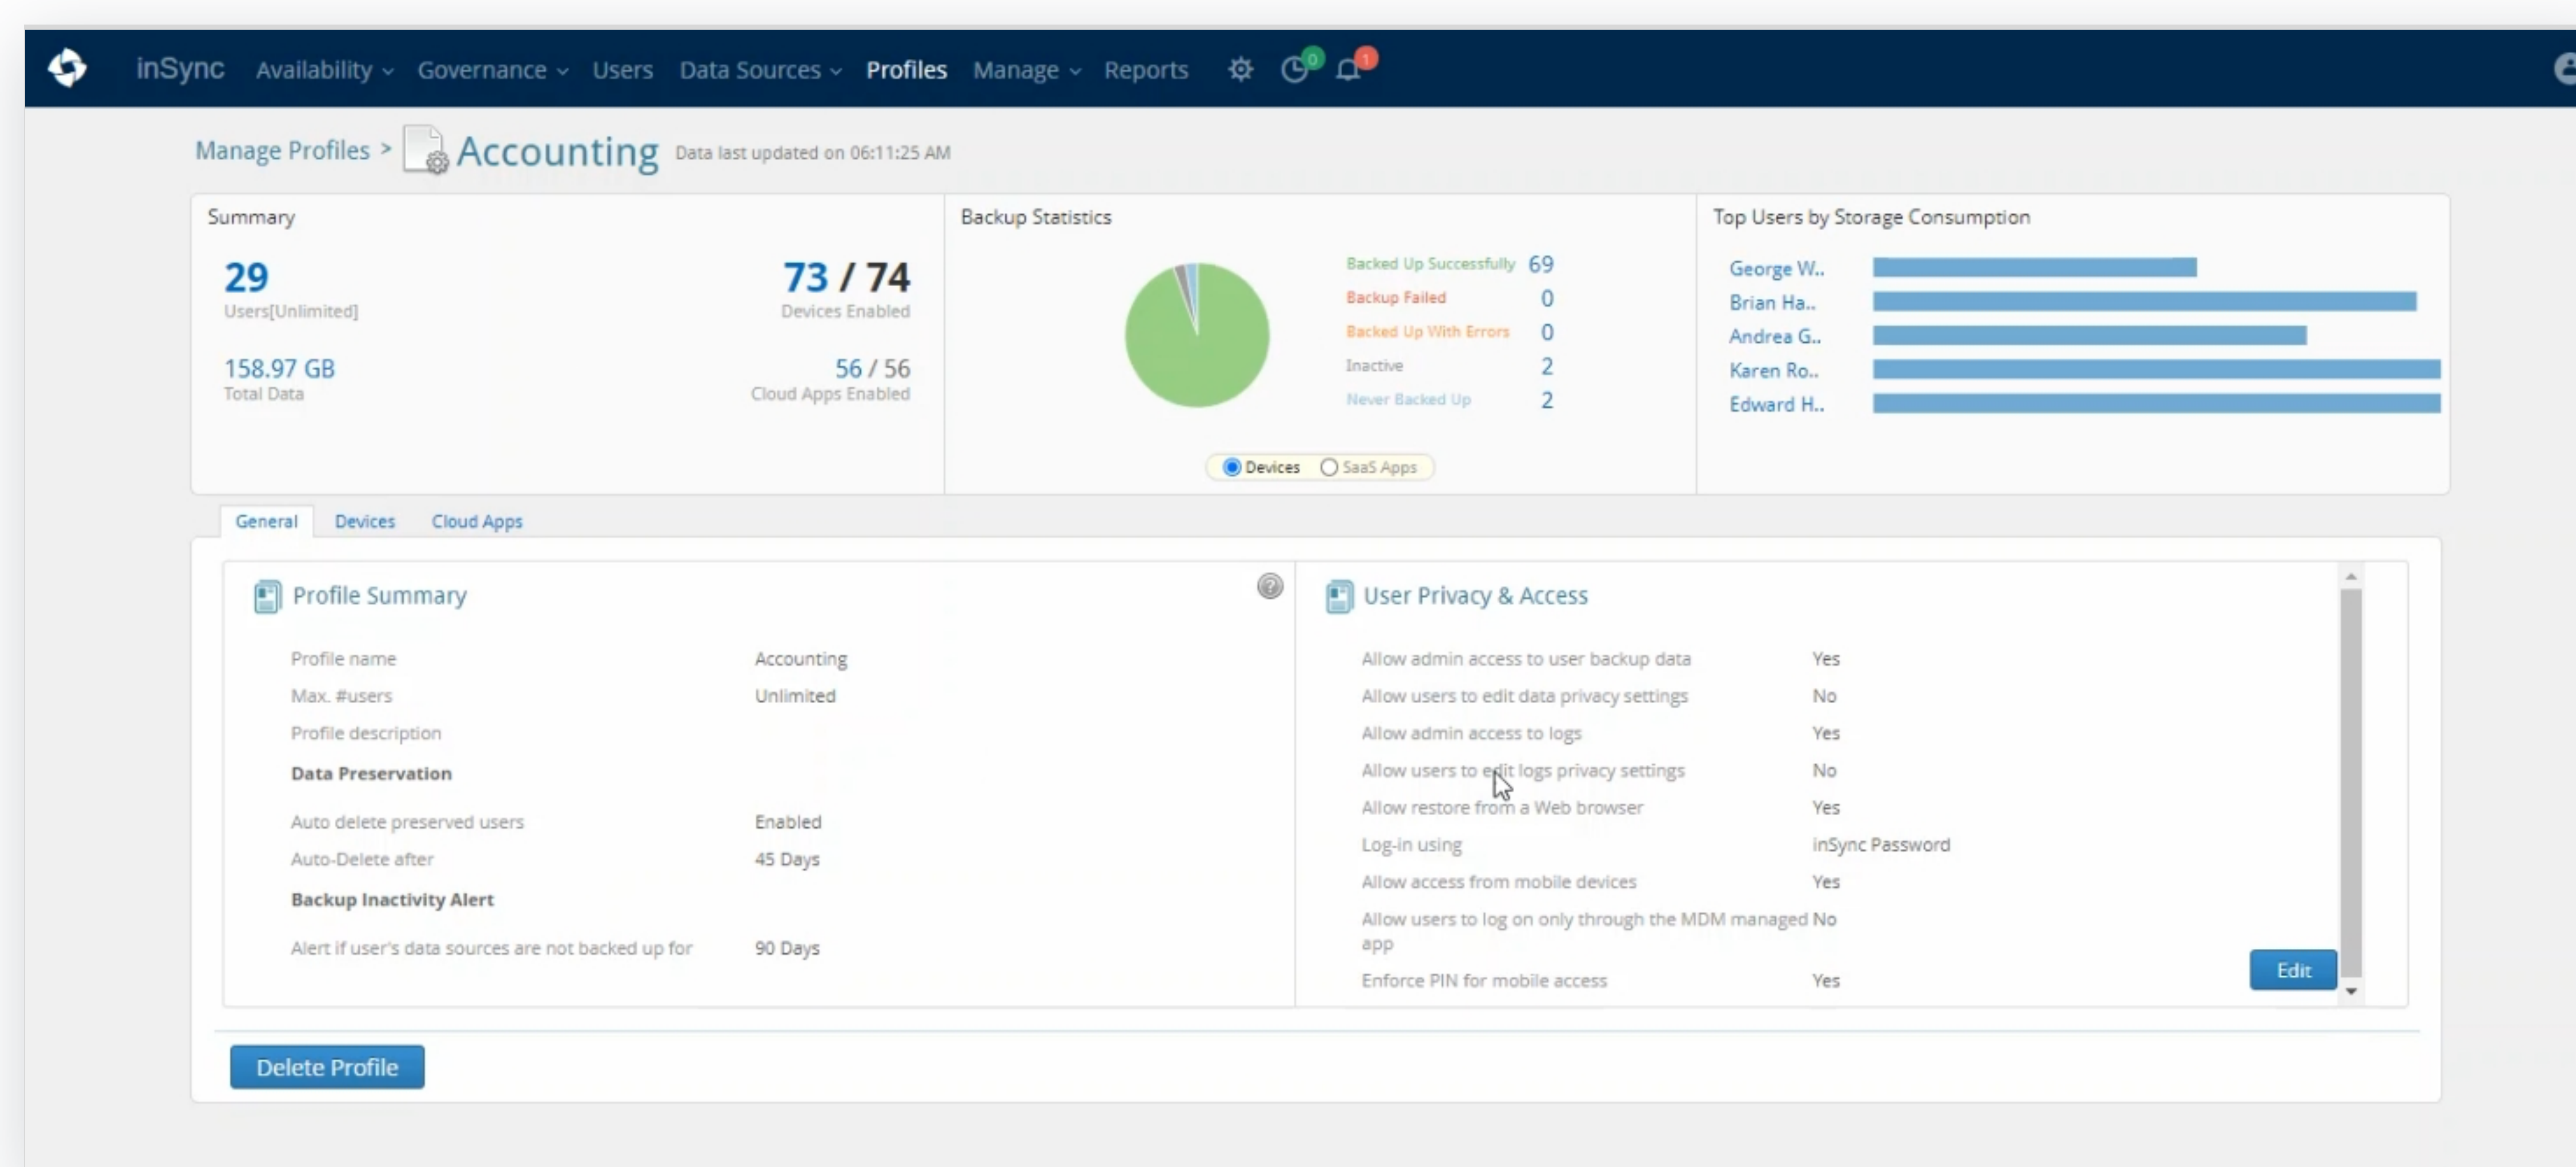 inSync Availability Governance Users Data Sources Profiles Manage Reports 0 1
Manage Profiles > Accounting Data last updated on 06:11:25 AM
Summary
29
Users[Unlimited]
73 / 74
Devices Enabled
158.97 GB
Total Data
56 / 56
Cloud Apps Enabled
Backup Statistics
Backed Up Successfully 69
Backup Failed 0
Backed Up With Errors 0
Inactive 2
Never Backed Up 2
Devices SaaS Apps
Top Users by Storage Consumption
George W..
Brian Ha..
Andrea G..
Karen Ro..
Edward H..
General Devices Cloud Apps
Profile Summary
?
Profile name Accounting
Max. #users Unlimited
Profile description
Data Preservation
Auto delete preserved users Enabled
Auto-Delete after 45 Days
Backup Inactivity Alert
Alert if user's data sources are not backed up for 90 Days
User Privacy & Access
Allow admin access to user backup data Yes
Allow users to edit data privacy settings No
Allow admin access to logs Yes
Allow users to edit logs privacy settings No
Allow restore from a Web browser Yes
Log-in using inSync Password
Allow access from mobile devices Yes
Allow users to log on only through the MDM managed No
app
Enforce PIN for mobile access Yes
Edit
Delete Profile